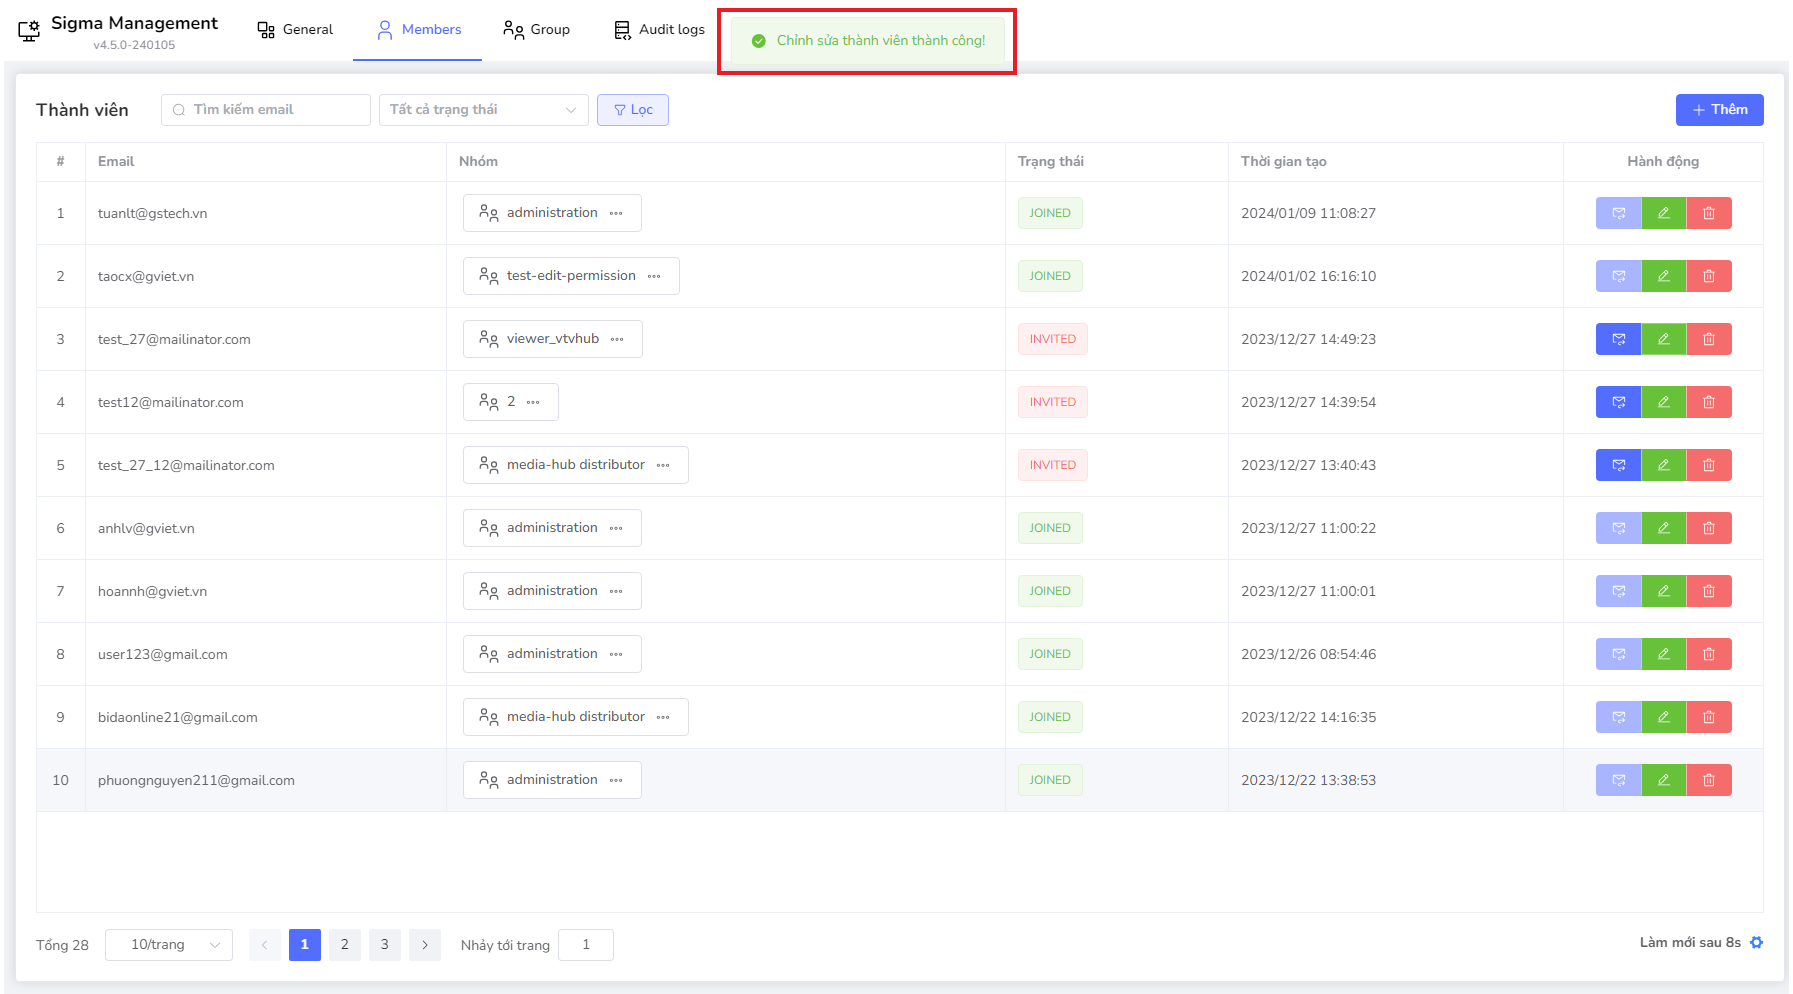 Sigma Management
v4.5.0-240105
General
Members
Group
Audit logs
Chỉnh sửa thành viên thành công!
Thành viên
Tìm kiếm email
Tất cả trạng thái
Lọc
Thêm
# Email Nhóm Trạng thái Thời gian tạo Hành động
1 tuanlt@gstech.vn administration JOINED 2024/01/09 11:08:27
2 taocx@gviet.vn test-edit-permission JOINED 2024/01/02 16:16:10
3 test_27@mailinator.com viewer_vtvhub INVITED 2023/12/27 14:49:23
4 test12@mailinator.com 2 INVITED 2023/12/27 14:39:54
5 test_27_12@mailinator.com media-hub distributor INVITED 2023/12/27 13:40:43
6 anhlv@gviet.vn administration JOINED 2023/12/27 11:00:22
7 hoannh@gviet.vn administration JOINED 2023/12/27 11:00:01
8 user123@gmail.com administration JOINED 2023/12/26 08:54:46
9 bidaonline21@gmail.com media-hub distributor JOINED 2023/12/22 14:16:35
10 phuongnguyen211@gmail.com administration JOINED 2023/12/22 13:38:53
Tổng 28 10/trang 1 2 3 Nhảy tới trang 1
Làm mới sau 8s